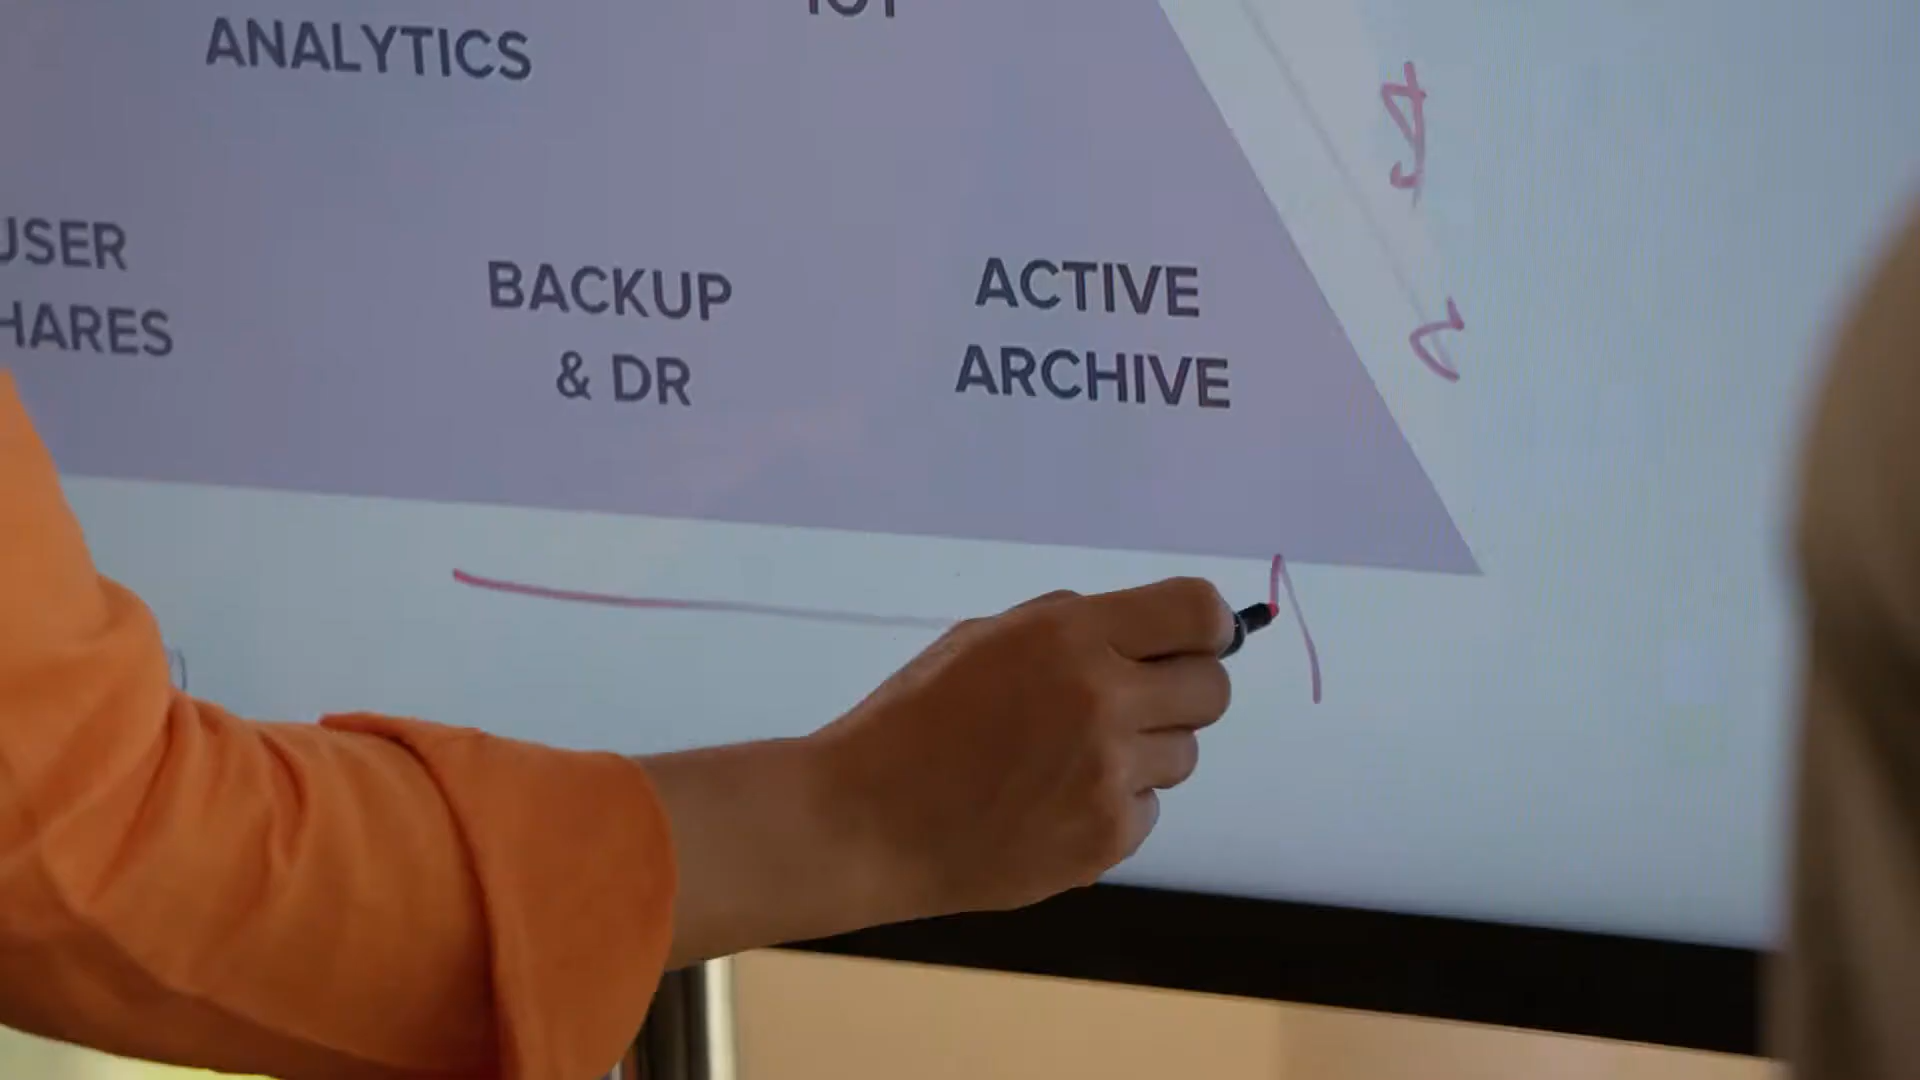 ANALYTICS
USER
HARES
BACKUP
& DR
ACTIVE
ARCHIVE
$